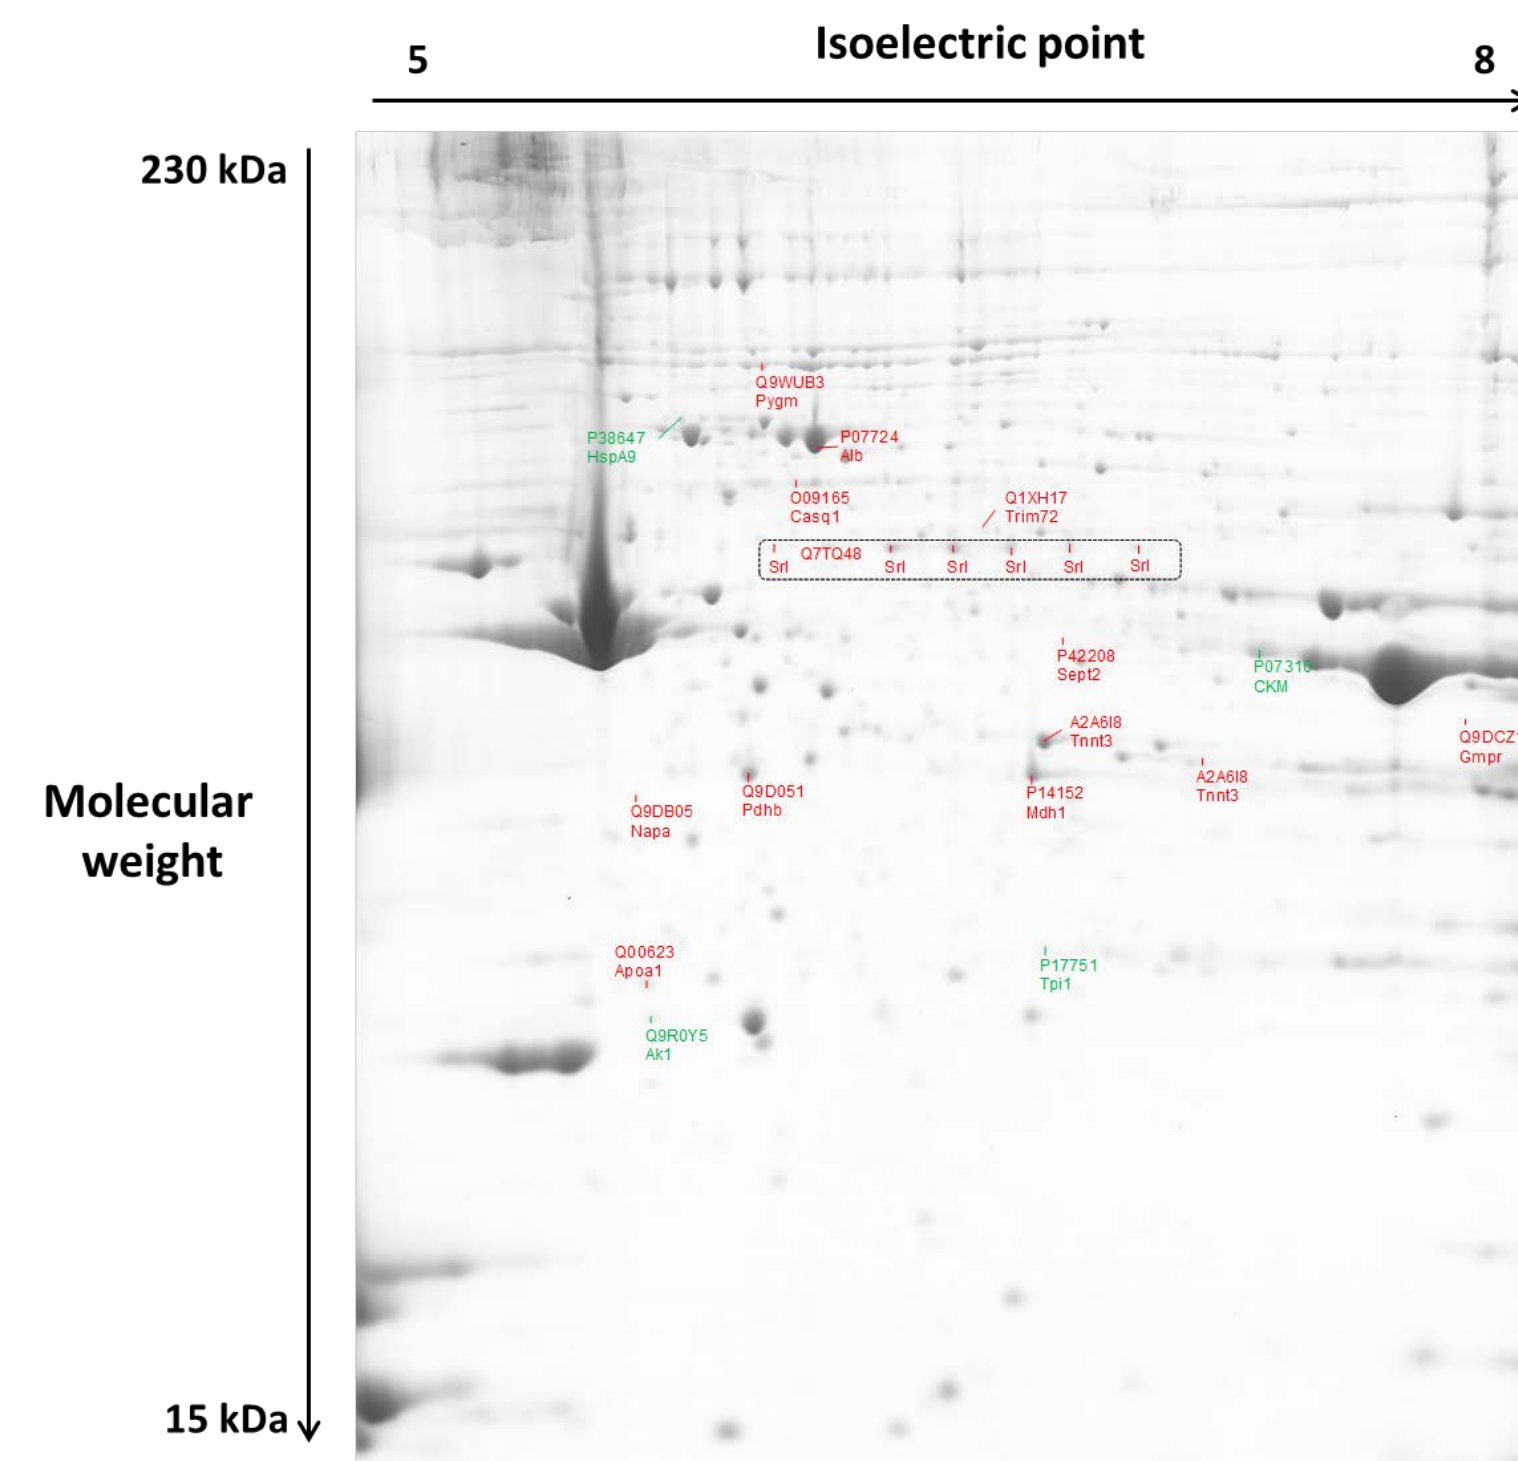 Isoelectric point
5
8
230 kDa
Q9WUB3
Pygm
P38647
HspA9
P07724
Alb
O09165
Casq1
Q1XH17
Trim72
Q7TQ48
Srl
Srl
Srl
Srl
Srl
Srl
P42208
Sept2
CKM
A2A6I8
Tnnt3
Q9DCZ
Gmpr
A2A6I8
Tnnt3
Q9D051
Pdhb
P14152
Mdh1
Q9DB05
Napa
Molecular
weight
Q00623
Apoa1
P17751
Tpi1
Q9R0Y5
Ak1
15 kDa